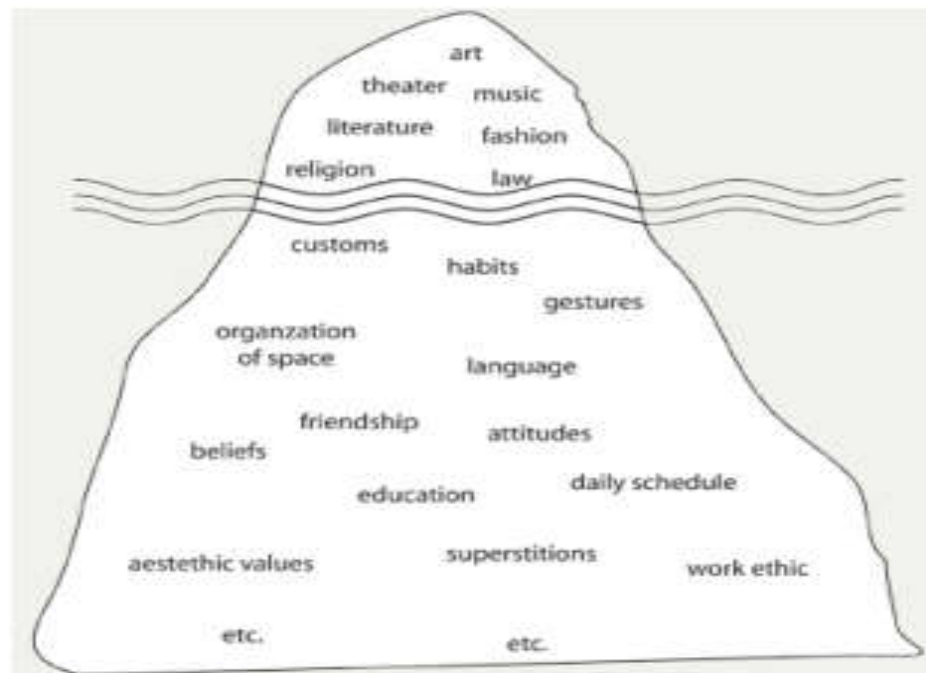 art
theater
music
literature
fashion
religion
law
customs
habits
gestures
organzation
of space
language
friendship
attitudes
beliefs
daily schedule
education
superstitions
aestethic values
work ethic
etc.
etc.